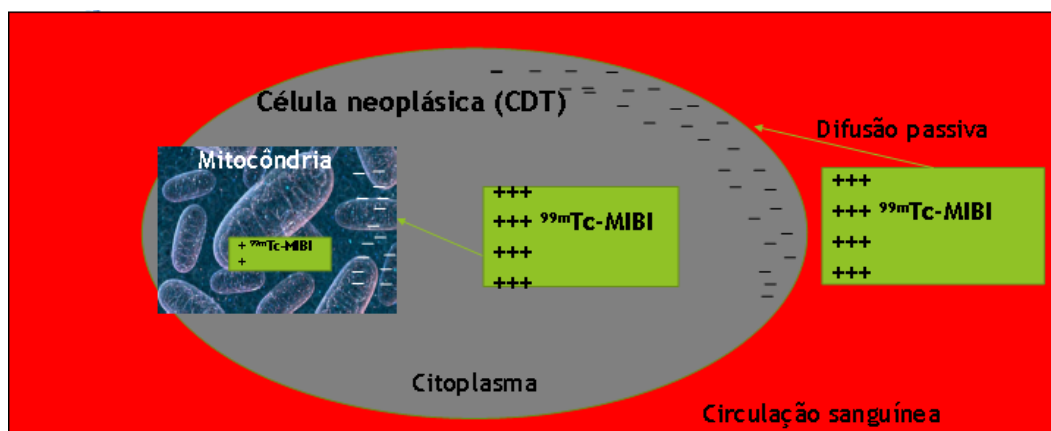 Célula neoplásica (CDT)
Difusão passiva
Mitocôndria
+++
+++ ⁹⁹ᵐTc-MIBI
+++
+++
+++
+++ ⁹⁹ᵐTc-MIBI
+++
+++
+ ⁹⁹ᵐTc-MIBI
+
Citoplasma
Circulação sanguínea